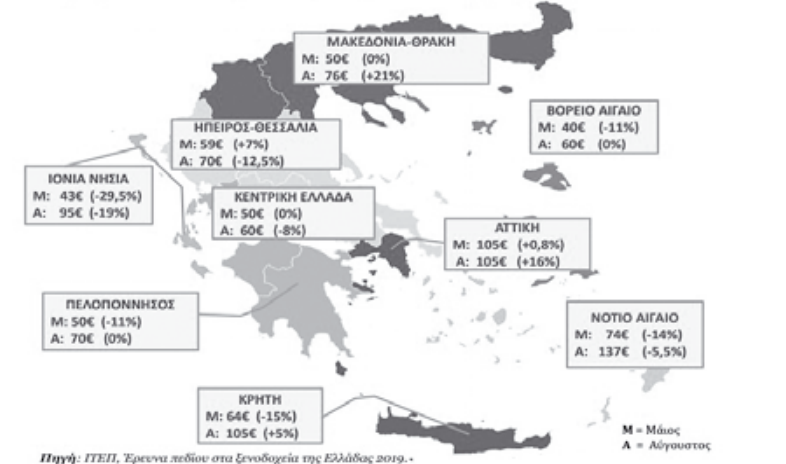 ΜΑΚΕΔΟΝΙΑ-ΘΡΑΚΗ
Μ: 50€ (0%)
Α: 76€ (+21%)
ΒΟΡΕΙΟ ΑΙΓΑΙΟ
Μ: 40€ (-11%)
Α: 60€ (0%)
ΗΠΕΙΡΟΣ-ΘΕΣΣΑΛΙΑ
Μ: 59€ (+7%)
Α: 70€ (-12,5%)
ΙΟΝΙΑ ΝΗΣΙΑ
Μ: 43€ (-29,5%)
Α: 95€ (-19%)
ΚΕΝΤΡΙΚΗ ΕΛΛΑΔΑ
Μ: 50€ (0%)
Α: 60€ (-8%)
ΑΤΤΙΚΗ
Μ: 105€ (+0,8%)
Α: 105€ (+16%)
ΠΕΛΟΠΟΝΝΗΣΟΣ
Μ: 50€ (-11%)
Α: 70€ (0%)
ΝΟΤΙΟ ΑΙΓΑΙΟ
Μ: 74€ (-14%)
Α: 137€ (-5,5%)
ΚΡΗΤΗ
Μ: 64€ (-15%)
Α: 105€ (+5%)
Μ = Μάιος
Α = Αύγουστος
Πηγή: ΙΤΕΠ, Έρευνα πεδίου στα ξενοδοχεία της Ελλάδας 2019.